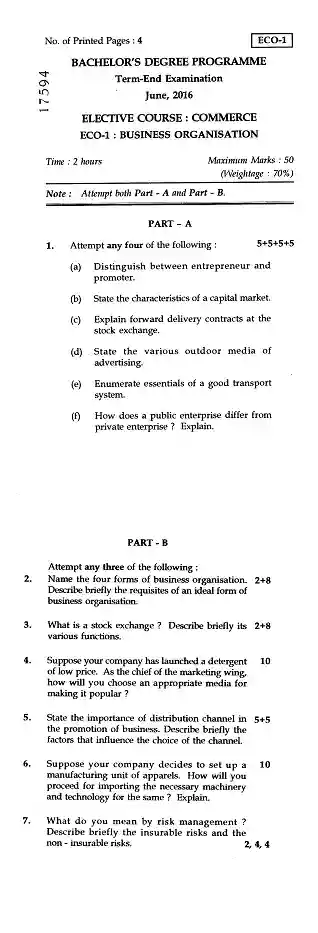 No. of Printed Pages : 4 ECO-1
BACHELOR'S DEGREE PROGRAMME
17594
Term-End Examination
June, 2016
ELECTIVE COURSE : COMMERCE
ECO-1 : BUSINESS ORGANISATION
Time : 2 hours Maximum Marks : 50
(Weightage : 70%)
Note : Attempt both Part - A and Part - B.
PART – A
1. Attempt any four of the following : 5+5+5+5
(a) Distinguish between entrepreneur and
promoter.
(b) State the characteristics of a capital market.
(c) Explain forward delivery contracts at the
stock exchange.
(d) State the various outdoor media of
advertising.
(e) Enumerate essentials of a good transport
system.
(f) How does a public enterprise differ from
private enterprise ? Explain.
PART - B
Attempt any three of the following :
2. Name the four forms of business organisation. 2+8
Describe briefly the requisites of an ideal form of
business organisation.
3. What is a stock exchange ? Describe briefly its 2+8
various functions.
4. Suppose your company has launched a detergent 10
of low price. As the chief of the marketing wing,
how will you choose an appropriate media for
making it popular ?
5. State the importance of distribution channel in 5+5
the promotion of business. Describe briefly the
factors that influence the choice of the channel.
6. Suppose your company decides to set up a 10
manufacturing unit of apparels. How will you
proceed for importing the necessary machinery
and technology for the same ? Explain.
7. What do you mean by risk management ?
Describe briefly the insurable risks and the
non - insurable risks. 2, 4, 4